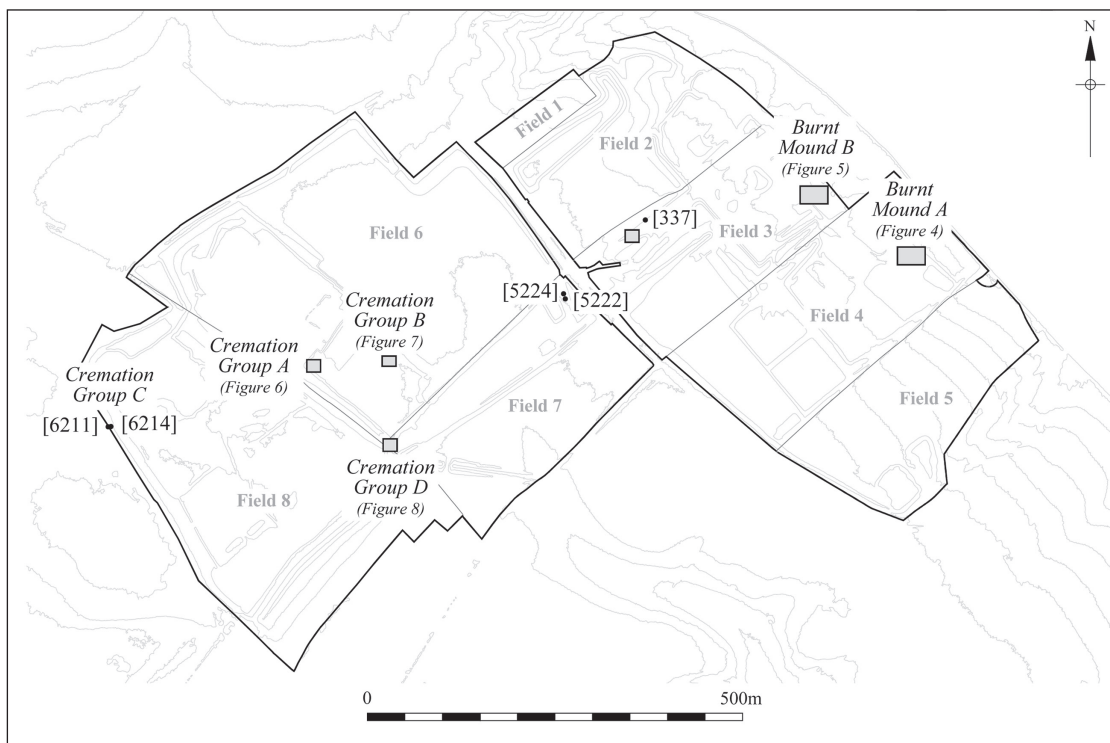 N
Field 1
Field 2
Burnt
Mound B
(Figure 5)
Burnt
Mound A
(Figure 4)
[337]
Field 3
Field 6
[5224]
[5222]
Cremation
Group B
(Figure 7)
Field 4
Cremation
Group A
(Figure 6)
Cremation
Group C
Field 7
Field 5
[6211]
[6214]
Cremation
Group D
(Figure 8)
Field 8
0
500m